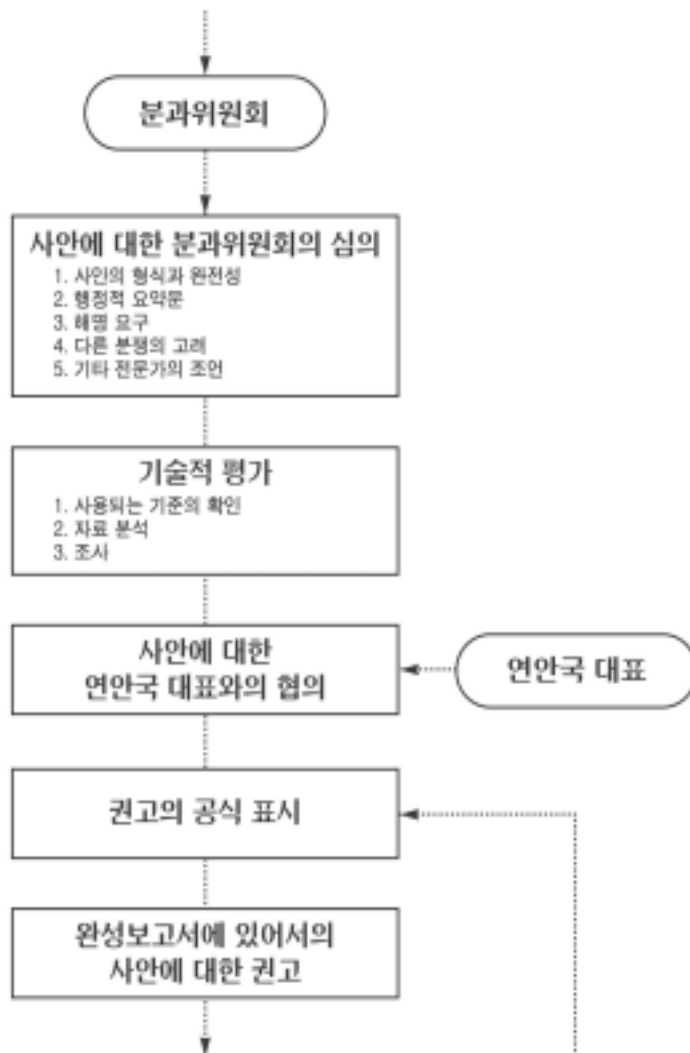 분과위원회
사안에 대한 분과위원회의 심의
1. 사인의 형식과 완전성
2. 행정적 요약문
3. 해명 요구
4. 다른 분쟁의 고려
5. 기타 전문가의 조언
기술적 평가
1. 사용되는 기준의 확인
2. 자료 분석
3. 조사
사안에 대한
연안국 대표와의 협의
연안국 대표
권고의 공식 표시
완성보고서에 있어서의
사안에 대한 권고